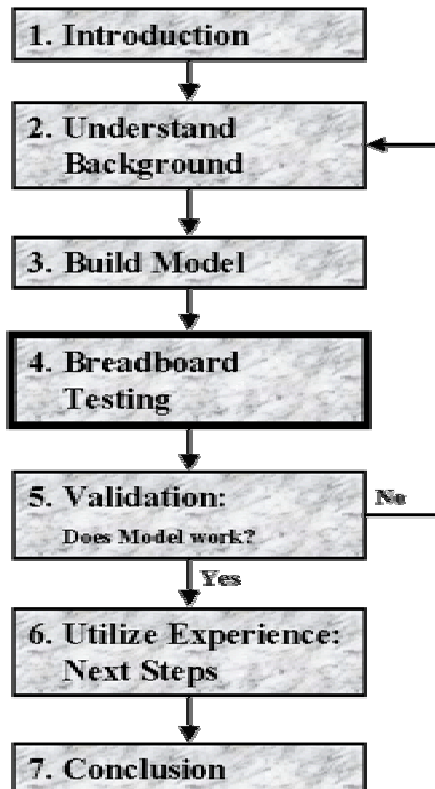 1. Introduction
2. Understand
Background
3. Build Model
4. Breadboard
Testing
5. Validation:
Does Model work?
No
Yes
6. Utilize Experience:
Next Steps
7. Conclusion